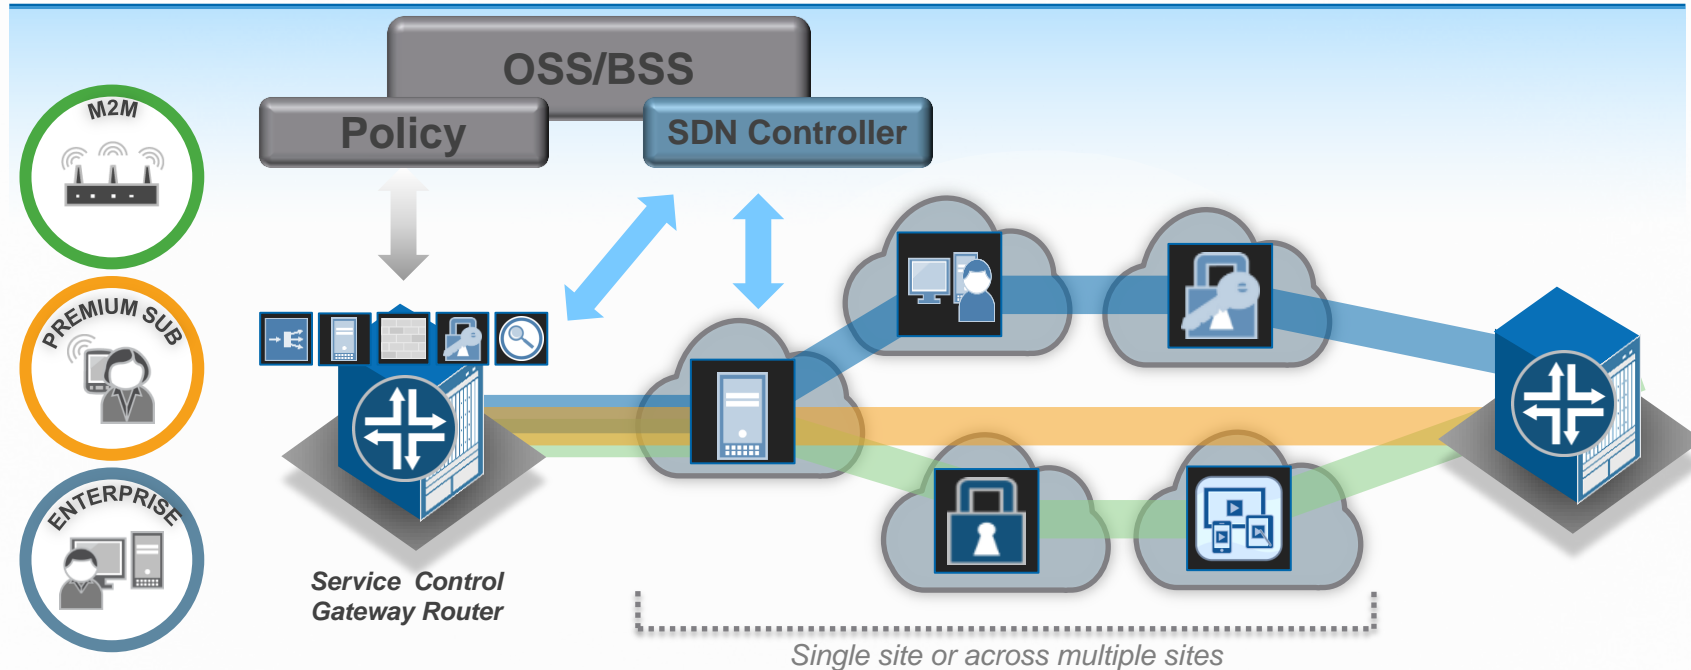 OSS/BSS
Policy
SDN Controller
M2M
PREMIUM SUB
ENTERPRISE
Service Control
Gateway Router
Single site or across multiple sites